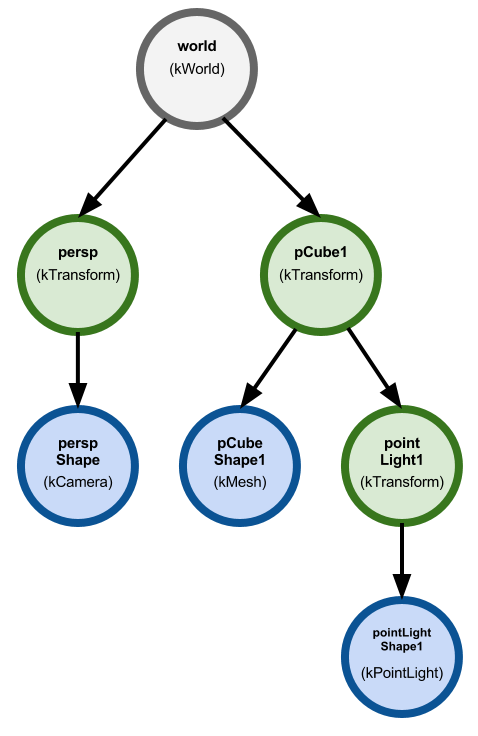 world
(kWorld)
persp
(kTransform)
pCube1
(kTransform)
persp
Shape
(kCamera)
pCube
Shape1
(kMesh)
point
Light1
(kTransform)
pointLight
Shape1
(kPointLight)